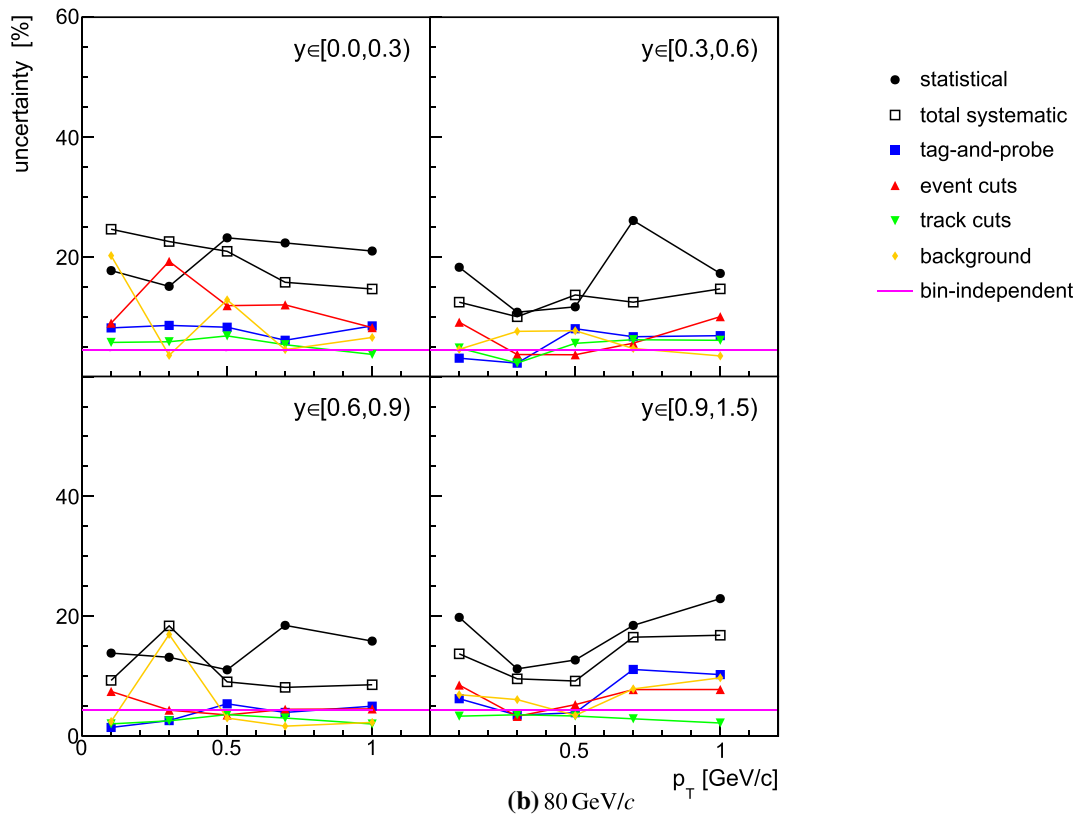 uncertainty [%]
60
40
20
y∈[0.0,0.3)
y∈[0.3,0.6)
statistical
total systematic
tag-and-probe
event cuts
track cuts
background
bin-independent
y∈[0.6,0.9)
y∈[0.9,1.5)
40
20
0
0 0.5 1 0.5 1
p_T [GeV/c]
(b) 80 GeV/c